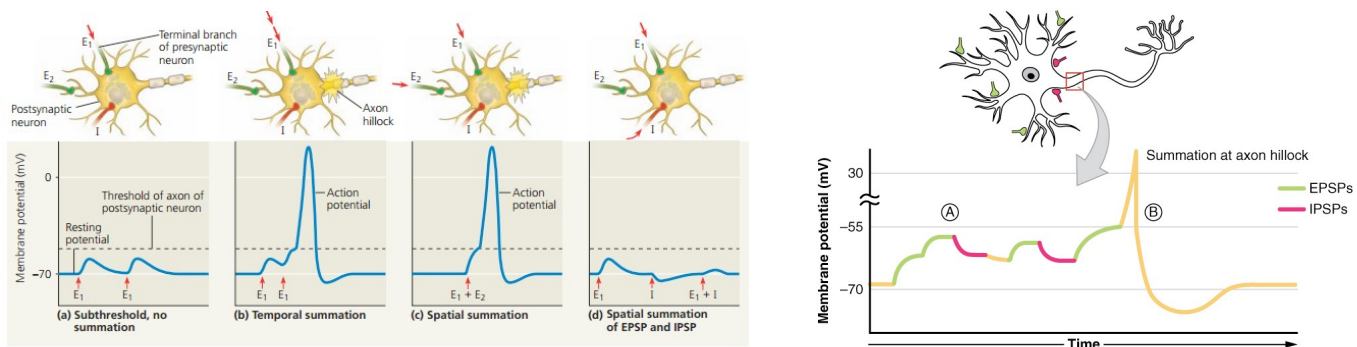 E1
Terminal branch
of presynaptic
neuron
E2
Postsynaptic
neuron
I
E1
E2
Axon
hillock
I
E1
E2
I
E1
E2
I
Membrane potential (mV)
0
−70
Threshold of axon of
postsynaptic neuron
Resting
potential
E1 E1
(a) Subthreshold, no
summation
Action
potential
E1 E1
(b) Temporal summation
Action
potential
E1 + E2
(c) Spatial summation
E1 I E1 + I
(d) Spatial summation
of EPSP and IPSP
Summation at axon hillock
Membrane potential (mV)
30
−55
−70
A
B
EPSPs
IPSPs
Time